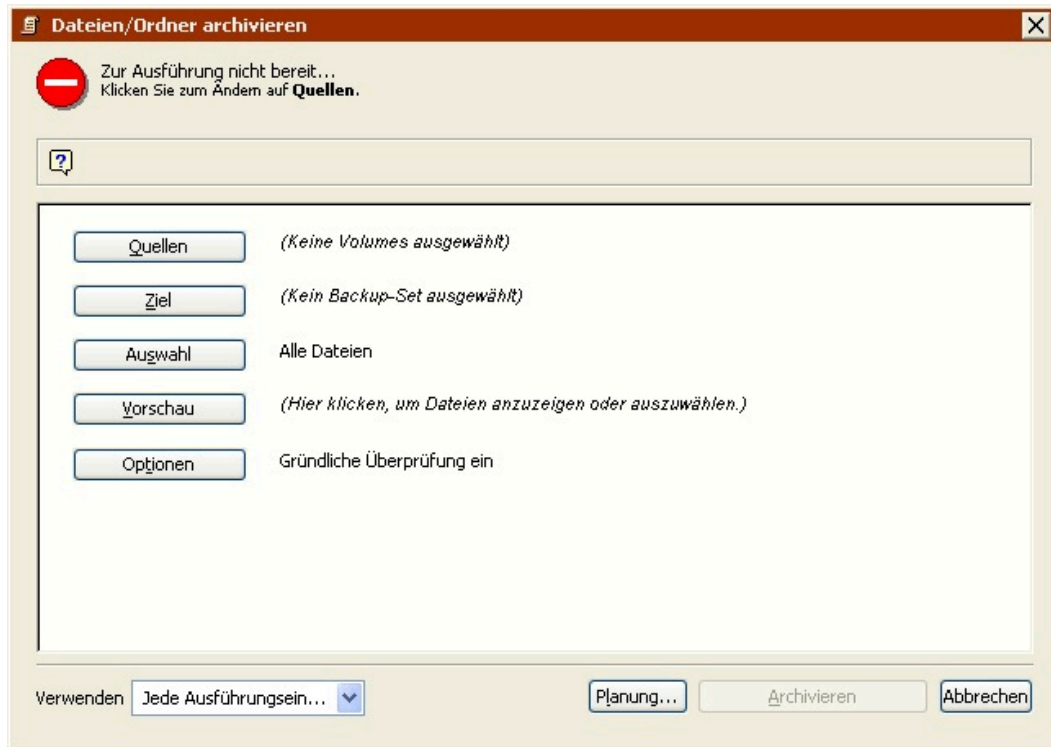 Dateien/Ordner archivieren
Zur Ausführung nicht bereit...
Klicken Sie zum Ändern auf Quellen.
Quellen (Keine Volumes ausgewählt)
Ziel (Kein Backup-Set ausgewählt)
Auswahl Alle Dateien
Vorschau (Hier klicken, um Dateien anzuzeigen oder auszuwählen.)
Optionen Gründliche Überprüfung ein
Verwenden Jede Ausführungsein... Planung... Archivieren Abbrechen